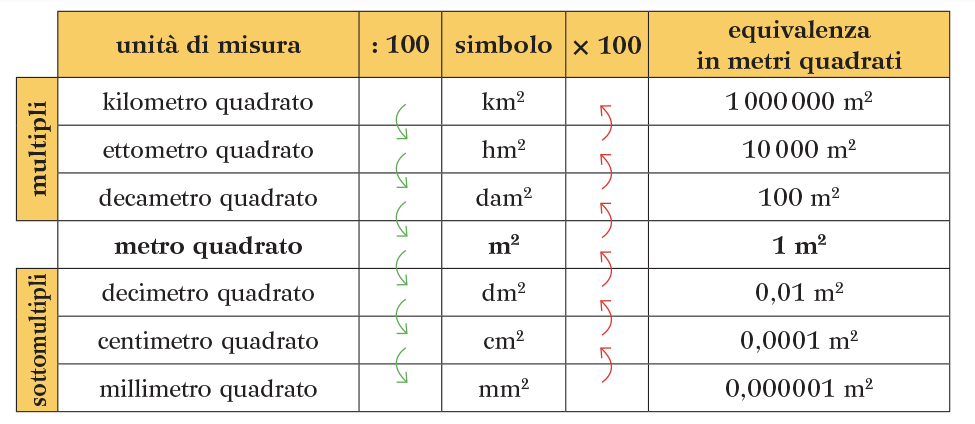 unità di misura : 100 simbolo × 100 equivalenza
in metri quadrati
multipli
kilometro quadrato km² 1 000 000 m²
ettometro quadrato hm² 10 000 m²
decametro quadrato dam² 100 m²
metro quadrato m² 1 m²
sottomultipli
decimetro quadrato dm² 0,01 m²
centimetro quadrato cm² 0,0001 m²
millimetro quadrato mm² 0,000001 m²